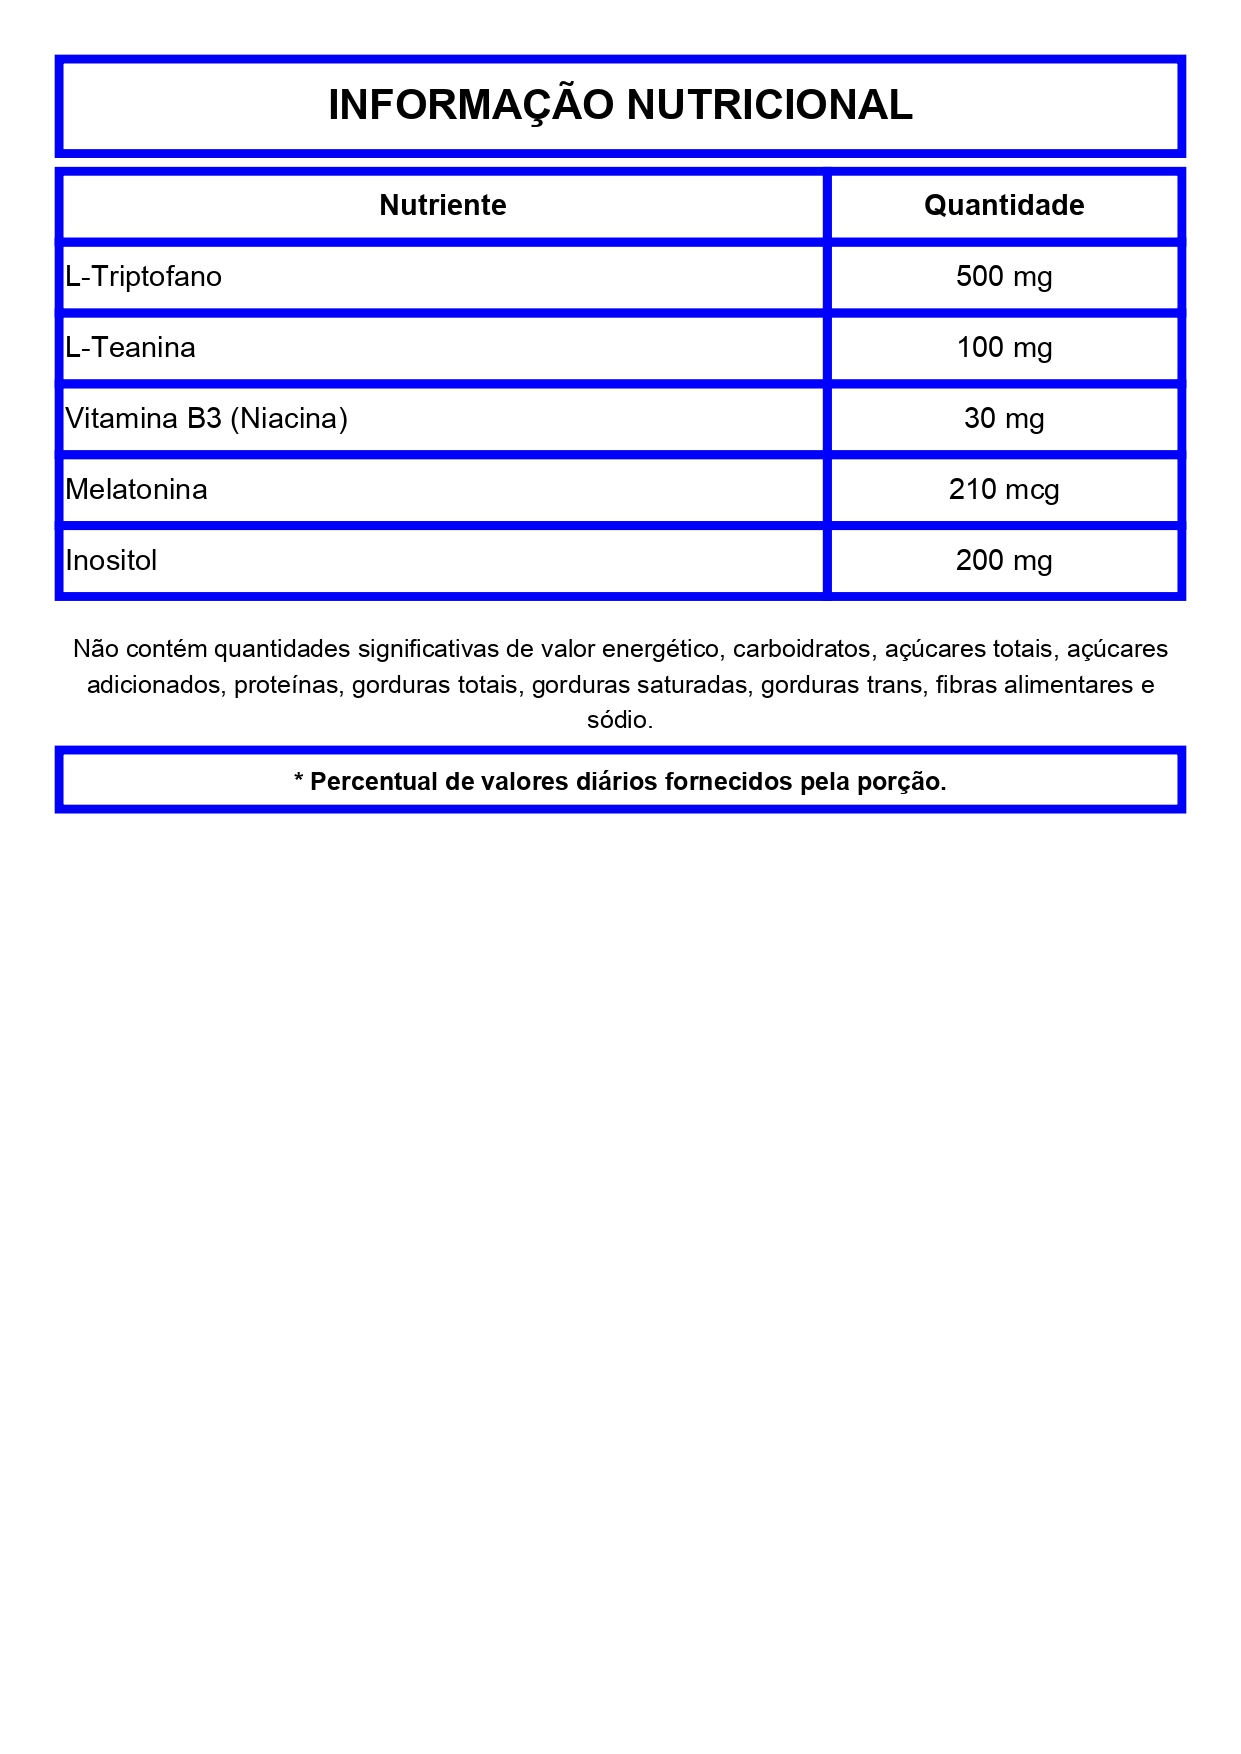 INFORMAÇÃO NUTRICIONAL
Nutriente Quantidade
L-Triptofano 500 mg
L-Teanina 100 mg
Vitamina B3 (Niacina) 30 mg
Melatonina 210 mcg
Inositol 200 mg
Não contém quantidades significativas de valor energético, carboidratos, açúcares totais, açúcares
adicionados, proteínas, gorduras totais, gorduras saturadas, gorduras trans, fibras alimentares e
sódio.
* Percentual de valores diários fornecidos pela porção.